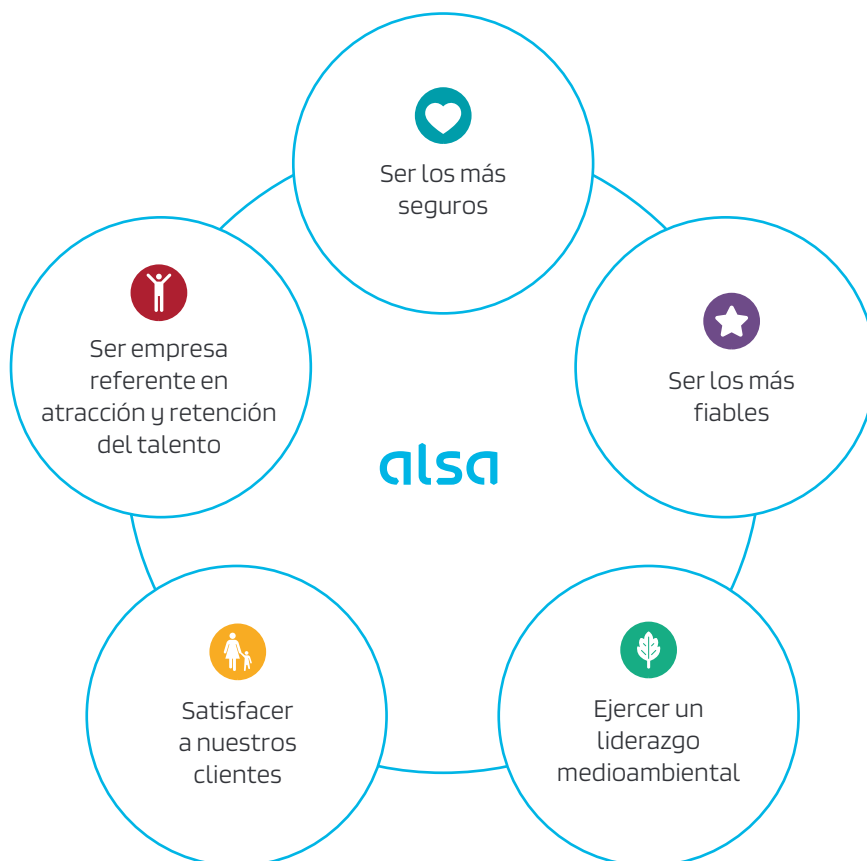 Ser los más
seguros
Ser empresa
referente en
atracción y retención
del talento
Ser los más
fiables
alsa
Satisfacer
a nuestros
clientes
Ejercer un
liderazgo
medioambiental